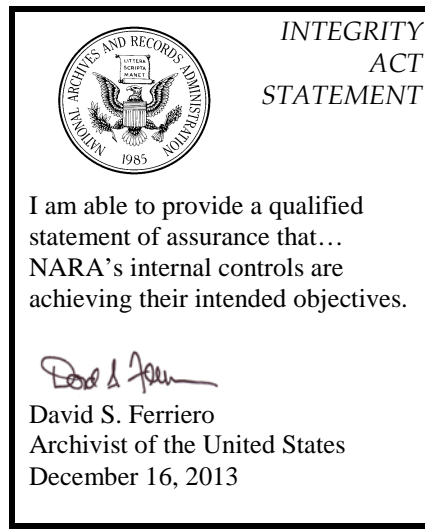 INTEGRITY
ACT
STATEMENT
NATIONAL ARCHIVES AND RECORDS ADMINISTRATION
LITTERA
SCRIPTA
MANET
1985
I am able to provide a qualified
statement of assurance that…
NARA’s internal controls are
achieving their intended objectives.
David S. Ferriero
Archivist of the United States
December 16, 2013